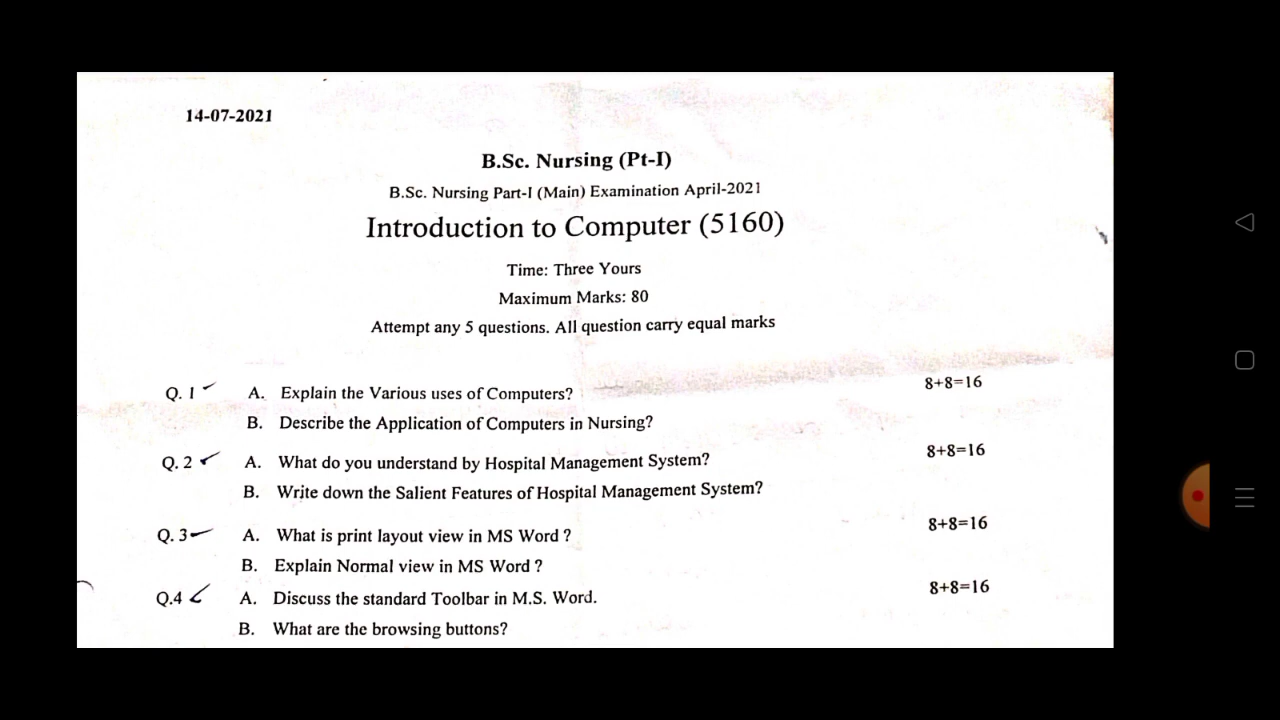 14-07-2021
B.Sc. Nursing (Pt-I)
B.Sc. Nursing Part-I (Main) Examination April-2021
Introduction to Computer (5160)
Time: Three Yours
Maximum Marks: 80
Attempt any 5 questions. All question carry equal marks
Q. 1 A. Explain the Various uses of Computers? 8+8=16
B. Describe the Application of Computers in Nursing?
Q. 2 A. What do you understand by Hospital Management System? 8+8=16
B. Write down the Salient Features of Hospital Management System?
Q. 3 A. What is print layout view in MS Word ? 8+8=16
B. Explain Normal view in MS Word ?
Q.4 A. Discuss the standard Toolbar in M.S. Word. 8+8=16
B. What are the browsing buttons?